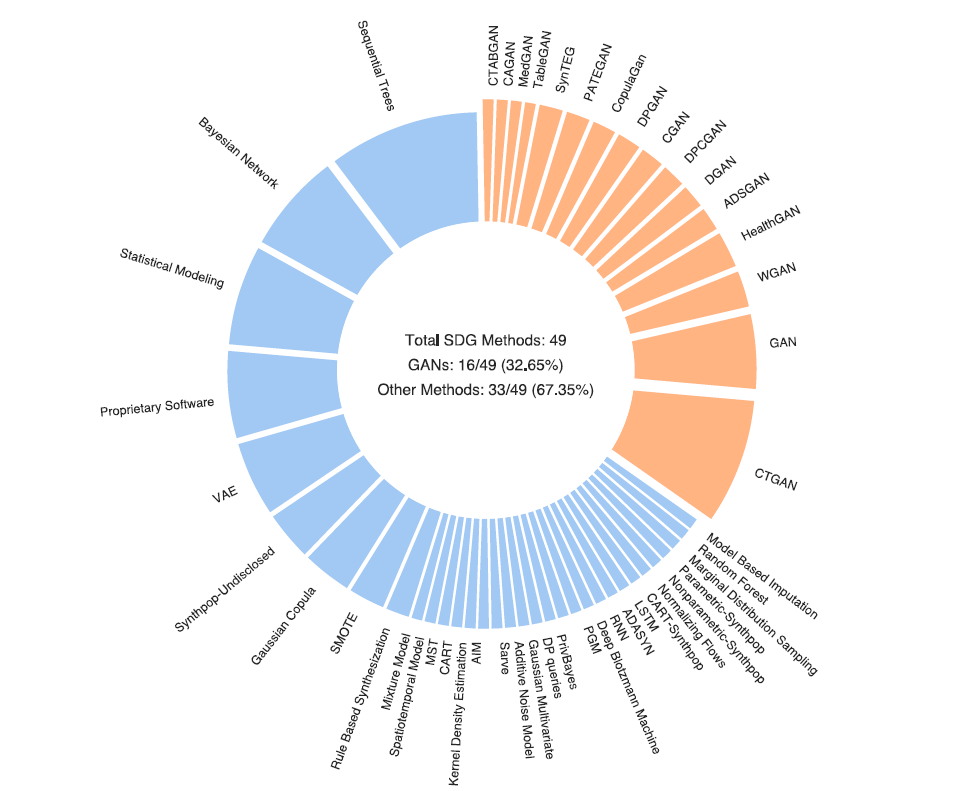 CTABGAN
CAGAN
MedGAN
TableGAN
SynTEG
PATEGAN
CopulaGan
DPGAN
CGAN
DPCGAN
DGAN
ADSGAN
HealthGAN
WGAN
GAN
CTGAN
Model Based Imputation
Random Forest
Marginal Distribution Sampling
Parametric-Synthpop
Nonparametric-Synthpop
Normalizing Flows
CART-Synthpop
LSTM
ADASYN
RNN
Deep Blotzmann Machine
PGM
PrivBayes
DP queries
Gaussian Multivariate
Additive Noise Model
Sarve
AIM
Kernel Density Estimation
CART
MST
Spatiotemporal Model
Mixture Model
Rule Based Synthesization
SMOTE
Gaussian Copula
Synthpop-Undisclosed
VAE
Proprietary Software
Statistical Modeling
Bayesian Network
Sequential Trees
Total SDG Methods: 49
GANs: 16/49 (32.65%)
Other Methods: 33/49 (67.35%)